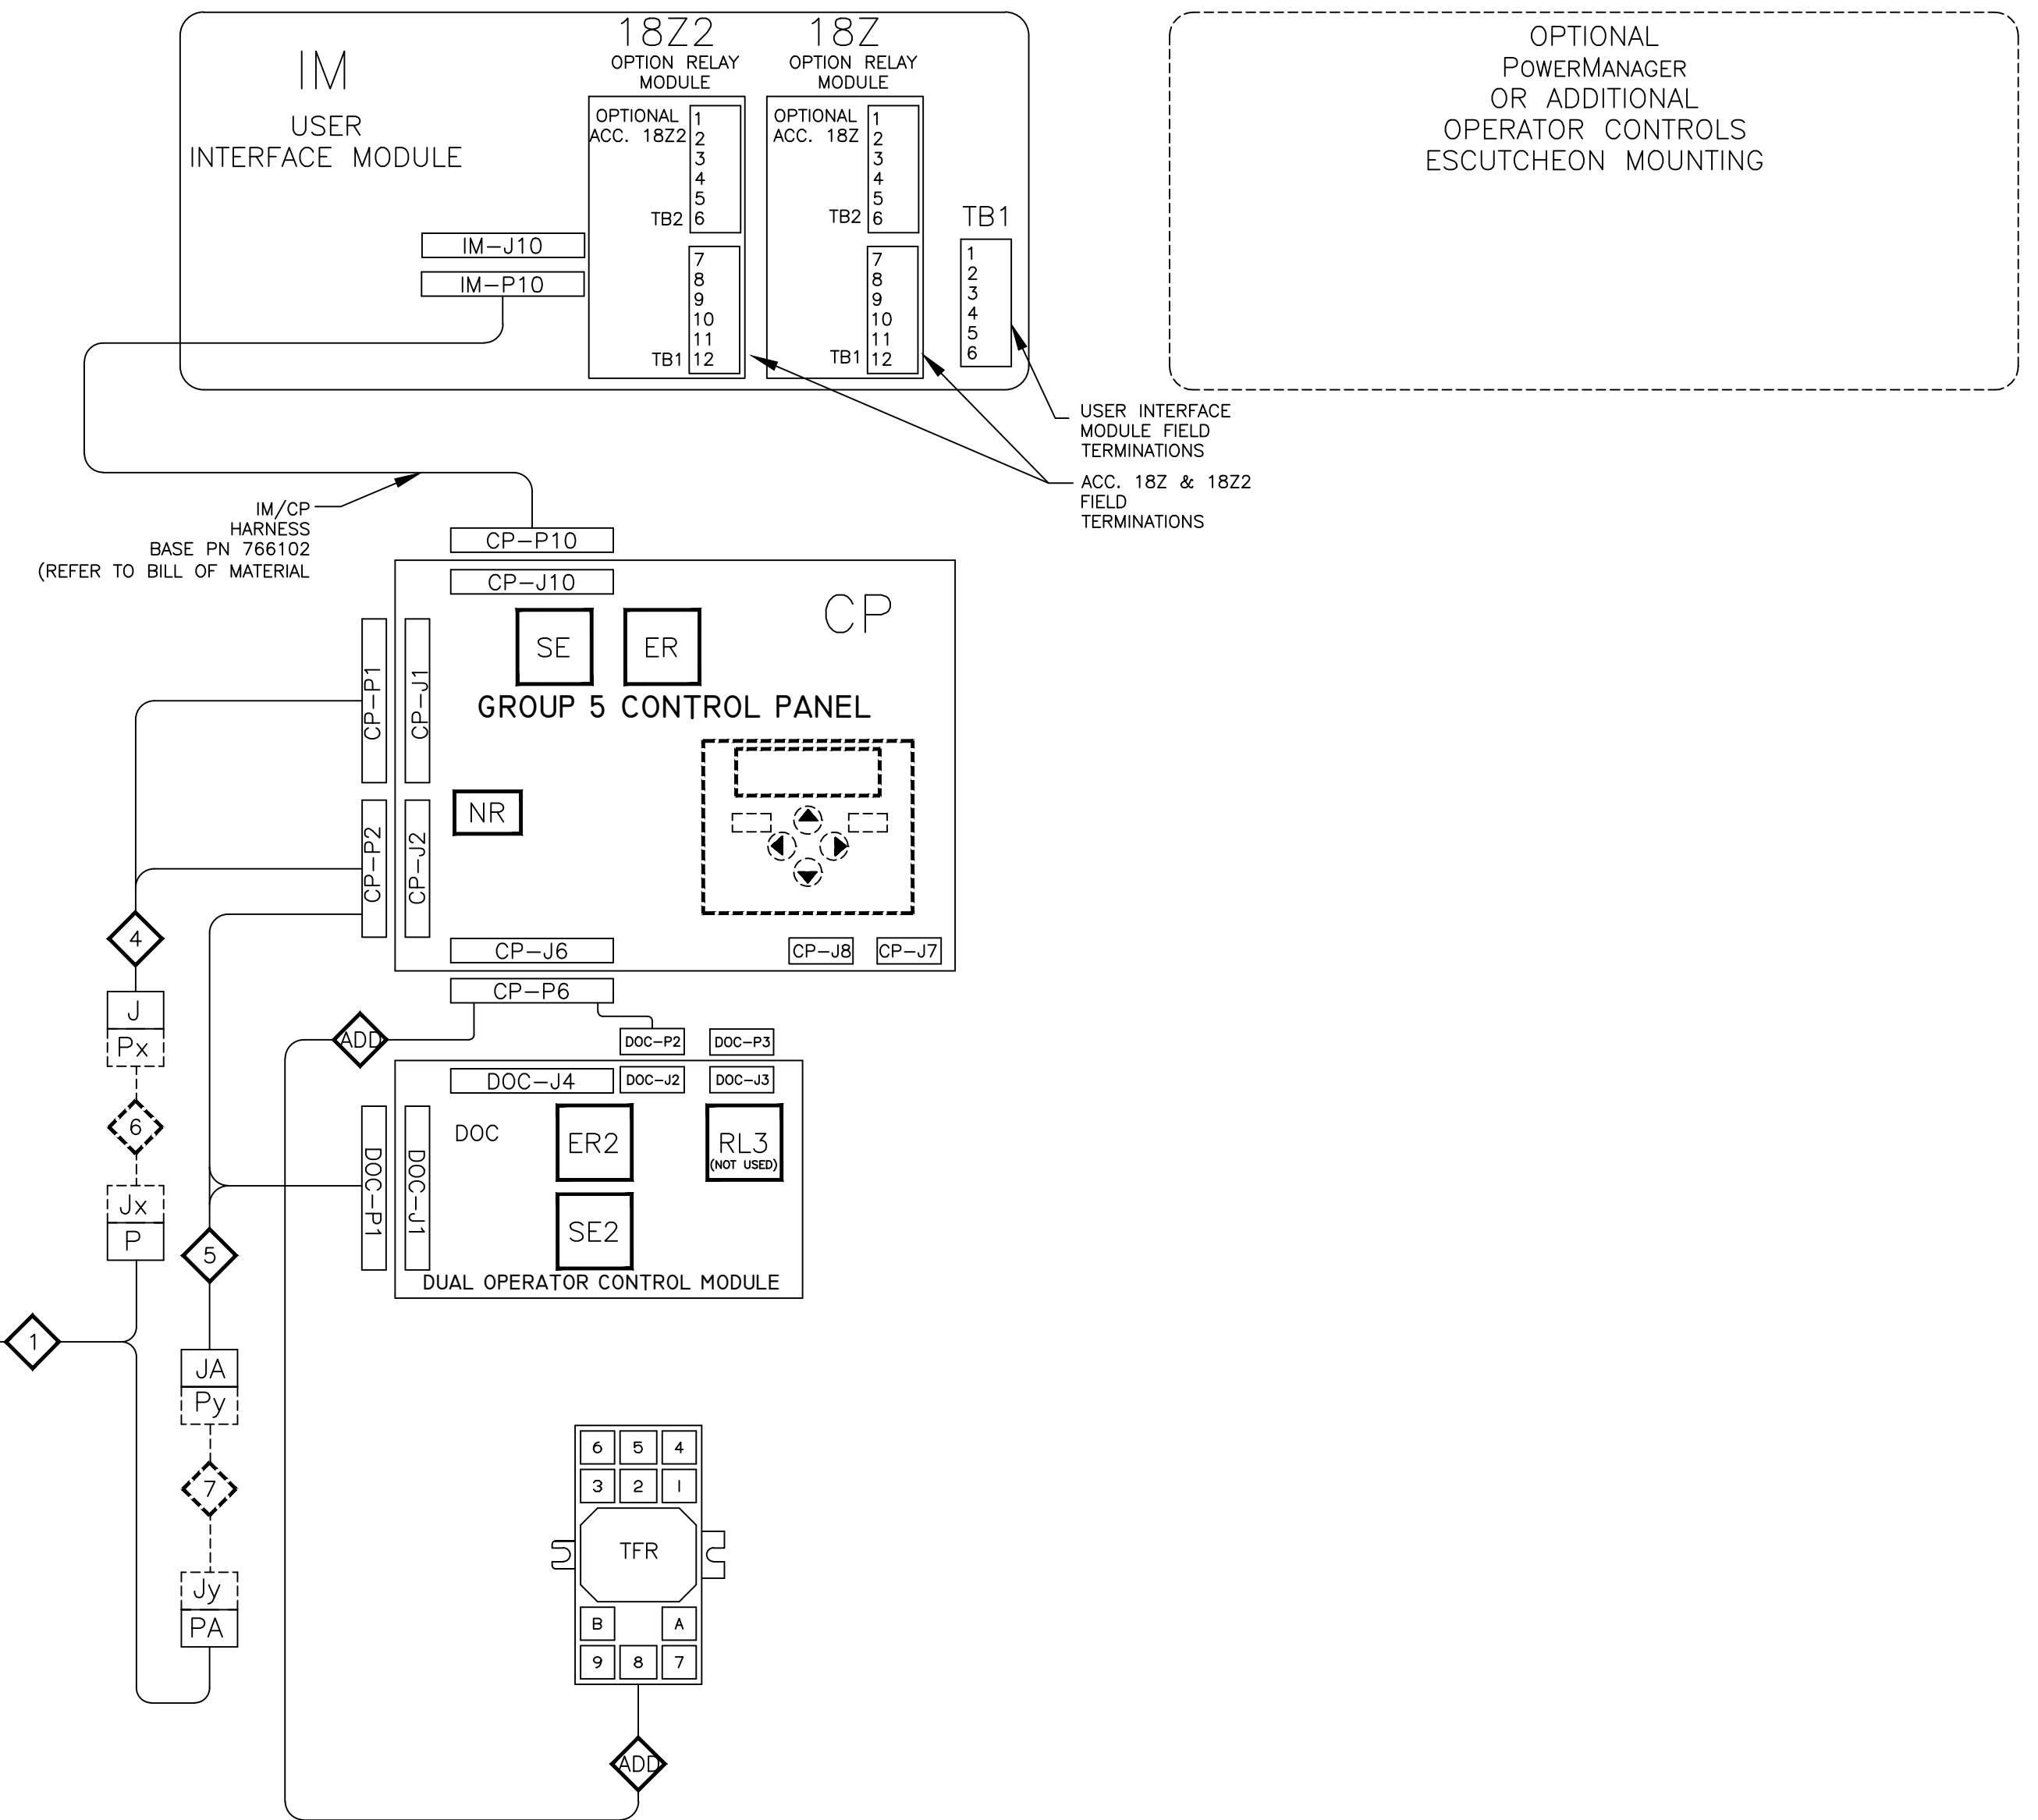 IM
USER
INTERFACE MODULE
18Z2
OPTION RELAY
MODULE
OPTIONAL
ACC. 18Z2
1
2
3
4
5
6
TB2
7
8
9
10
11
12
TB1
18Z
OPTION RELAY
MODULE
OPTIONAL
ACC. 18Z
1
2
3
4
5
6
TB2
7
8
9
10
11
12
TB1
TB1
1
2
3
4
5
6
IM-J10
IM-P10
OPTIONAL
POWERMANAGER
OR ADDITIONAL
OPERATOR CONTROLS
ESCUTCHEON MOUNTING
USER INTERFACE
MODULE FIELD
TERMINATIONS
ACC. 18Z & 18Z2
FIELD
TERMINATIONS
IM/CP
HARNESS
BASE PN 766102
(REFER TO BILL OF MATERIAL
CP-P10
CP-J10
CP
SE
ER
GROUP 5 CONTROL PANEL
CP-P1
CP-J1
NR
CP-P2
CP-J2
CP-J6
CP-J8
CP-J7
CP-P6
4
J
Px
6
Jx
P
1
ADD
DOC-P2
DOC-P3
DOC-J4
DOC-J2
DOC-J3
DOC
ER2
RL3
(NOT USED)
SE2
DOC-P1
DOC-J1
DUAL OPERATOR CONTROL MODULE
5
JA
Py
7
Jy
PA
6 5 4
3 2 1
TFR
B A
9 8 7
ADD